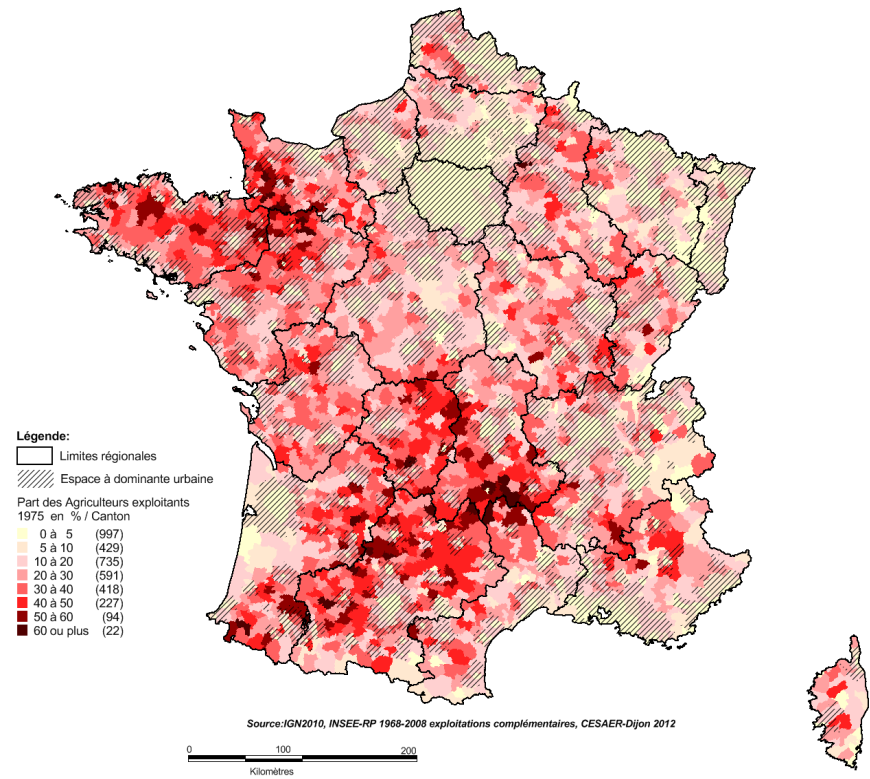 Légende:
Limites régionales
Espace à dominante urbaine
Part des Agriculteurs exploitants
1975 en % / Canton
0 à 5 (997)
5 à 10 (429)
10 à 20 (735)
20 à 30 (591)
30 à 40 (418)
40 à 50 (227)
50 à 60 (94)
60 ou plus (22)
Source:IGN2010, INSEE-RP 1968-2008 exploitations complémentaires, CESAER-Dijon 2012
0 100 200
Kilomètres